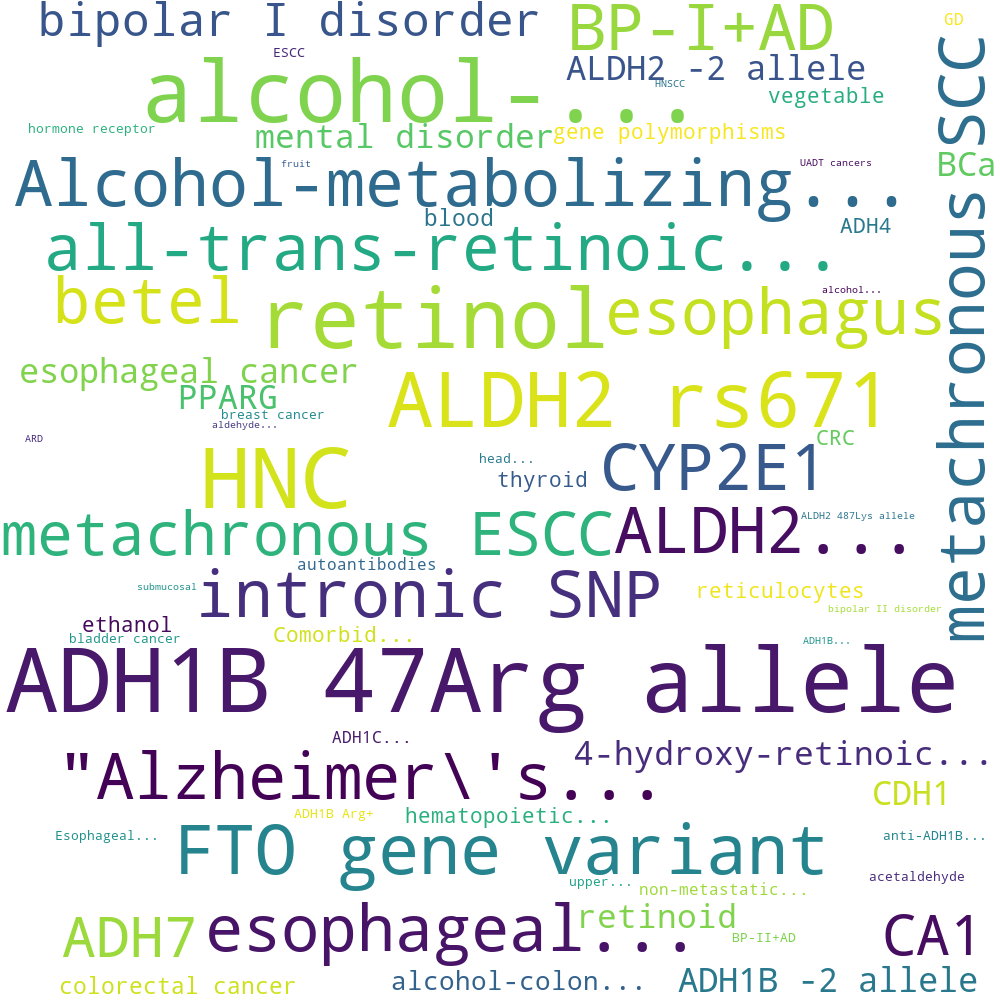 bipolar I disorder
BP-I+AD
GD
ESCC
ALDH2 -2 allele
HNSCC
alcohol-...
vegetable
metachronous SCC
hormone receptor
mental disorder
gene polymorphisms
BCa
fruit
UADT cancers
Alcohol-metabolizing...
blood
ADH4
all-trans-retinoic...
betel
retinol
alcohol...
esophagus
esophageal cancer
PPARG
ALDH2 rs671
breast cancer
aldehyde...
ARD
CRC
HNC
head...
thyroid
CYP2E1
metachronous ESCC
ALDH2...
ALDH2 487Lys allele
autoantibodies
submucosal
intronic SNP
reticulocytes
bipolar II disorder
ethanol
bladder cancer
Comorbid...
ADH1B...
ADH1B 47Arg allele
ADH1C...
"Alzheimer\'s...
4-hydroxy-retinoic...
CDH1
ADH1B Arg+
hematopoietic...
Esophageal...
FTO gene variant
anti-ADH1B...
acetaldehyde
upper...
non-metastatic...
ADH7
esophageal...
retinoid
BP-II+AD
CA1
colorectal cancer
alcohol-colon...
ADH1B -2 allele